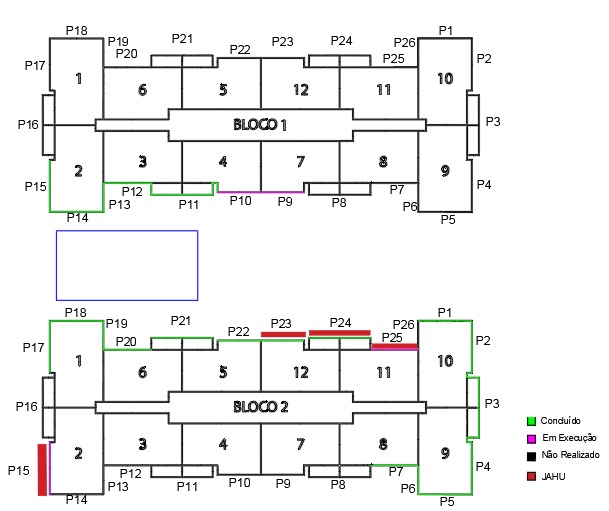 P18 P1
P19 P21 P23 P24 P26
P20 P22 P25 P2
P17
1 6 5 12 11 10
P16 BLOCO 1 P3
2 3 4 7 8 9
P15 P12 P10 P9 P7 P4
P13 P11 P8 P6
P14 P5
P18 P1
P19 P21 P23 P24 P26
P20 P22 P25 P2
P17
1 6 5 12 11 10
P16 BLOCO 2 P3
2 3 4 7 8 9
P15 P12 P10 P9 P7 P4
P13 P11 P8 P6
P14 P5
Concluído
Em Execução
Não Realizado
JAHU